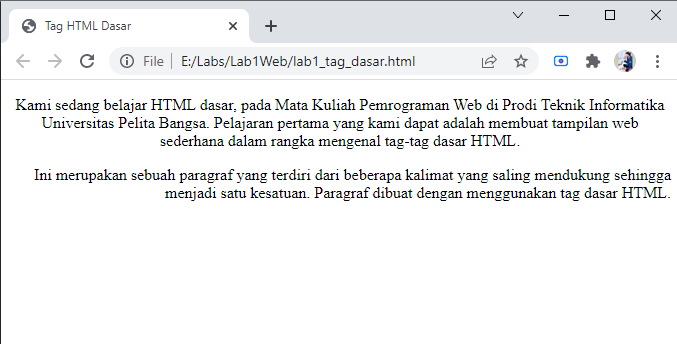 Tag HTML Dasar
File
E:/Labs/Lab1Web/lab1_tag_dasar.html
Kami sedang belajar HTML dasar, pada Mata Kuliah Pemrograman Web di Prodi Teknik Informatika
Universitas Pelita Bangsa. Pelajaran pertama yang kami dapat adalah membuat tampilan web
sederhana dalam rangka mengenal tag-tag dasar HTML.
Ini merupakan sebuah paragraf yang terdiri dari beberapa kalimat yang saling mendukung sehingga
menjadi satu kesatuan. Paragraf dibuat dengan menggunakan tag dasar HTML.